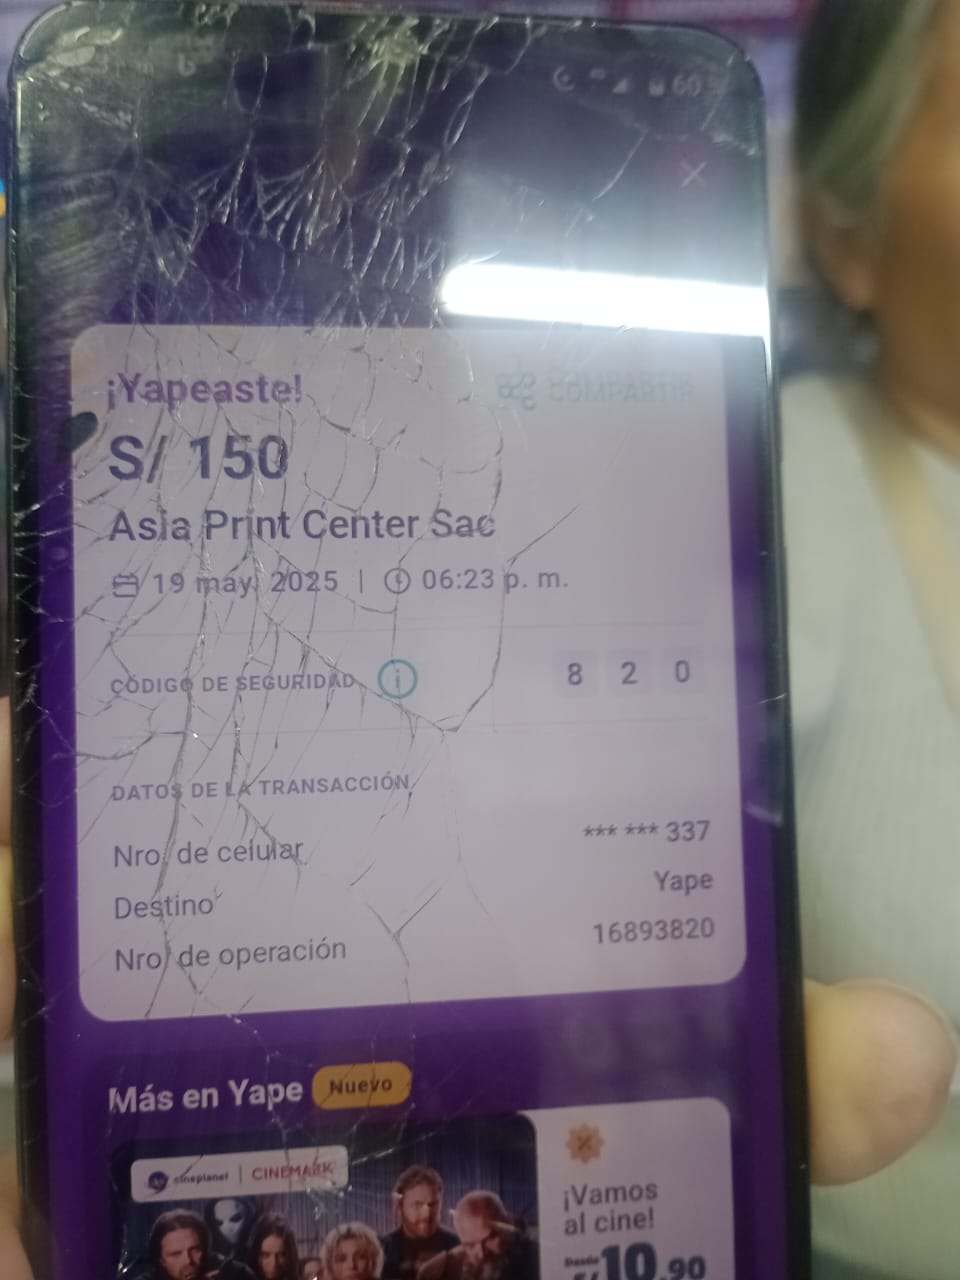 60
¡Yapeaste!
COMPARTIR
S/ 150
Asia Print Center Sac
19 may. 2025 | 06:23 p. m.
CÓDIGO DE SEGURIDAD
8 2 0
DATOS DE LA TRANSACCIÓN
Nro. de celular *** *** 337
Destino Yape
Nro. de operación 16893820
Más en Yape Nuevo
cineplanet | CINEMARK
¡Vamos
al cine!
Desde
S/ 10.90